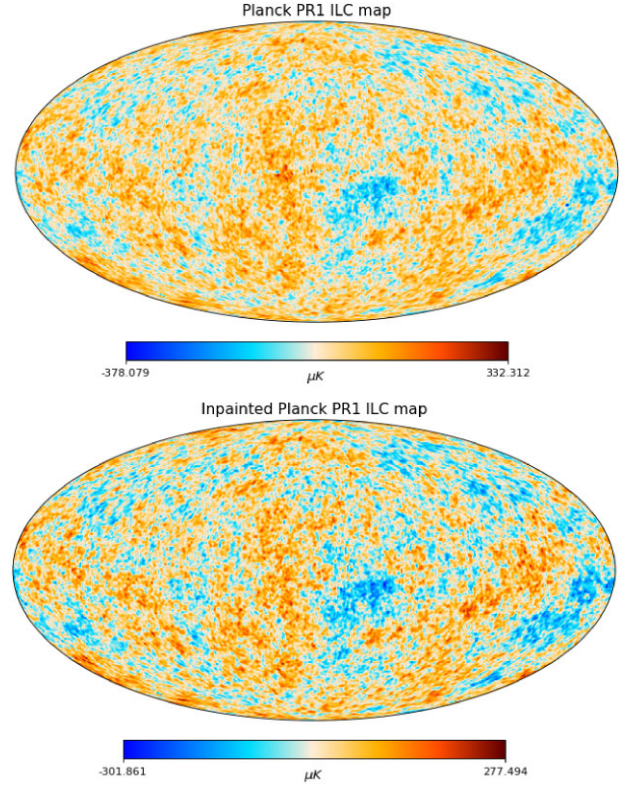 Planck PR1 ILC map
-378.079
332.312
μK
Inpainted Planck PR1 ILC map
-301.861
277.494
μK